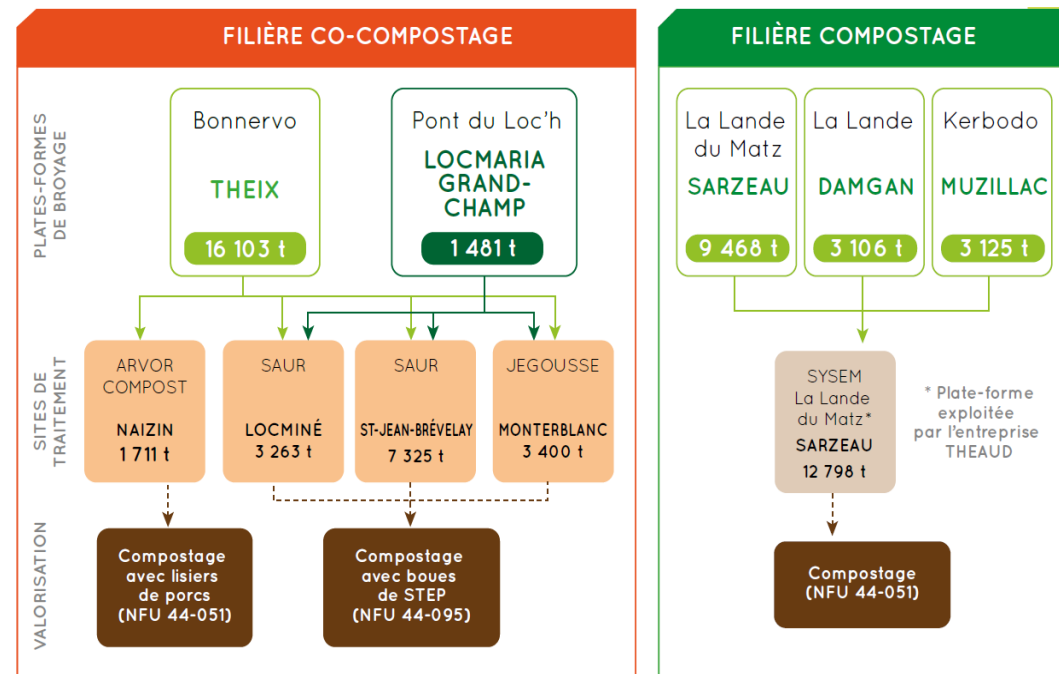 FILIÈRE CO-COMPOSTAGE
PLATES-FORMES
DE BROYAGE
Bonnervo
THEIX
16 103 t
Pont du Loc'h
LOCMARIA
GRAND-
CHAMP
1 481 t
SITES DE
TRAITEMENT
ARVOR
COMPOST
NAIZIN
1 711 t
SAUR
LOCMINÉ
3 263 t
SAUR
ST-JEAN-BRÉVELAY
7 325 t
JEGOUSSE
MONTERBLANC
3 400 t
VALORISATION
Compostage
avec lisiers
de porcs
(NFU 44-051)
Compostage
avec boues
de STEP
(NFU 44-095)
FILIÈRE COMPOSTAGE
La Lande
du Matz
SARZEAU
9 468 t
La Lande
DAMGAN
3 106 t
Kerbodo
MUZILLAC
3 125 t
SYSEM
La Lande
du Matz*
SARZEAU
12 798 t
* Plate-forme
exploitée
par l'entreprise
THEAUD
Compostage
(NFU 44-051)